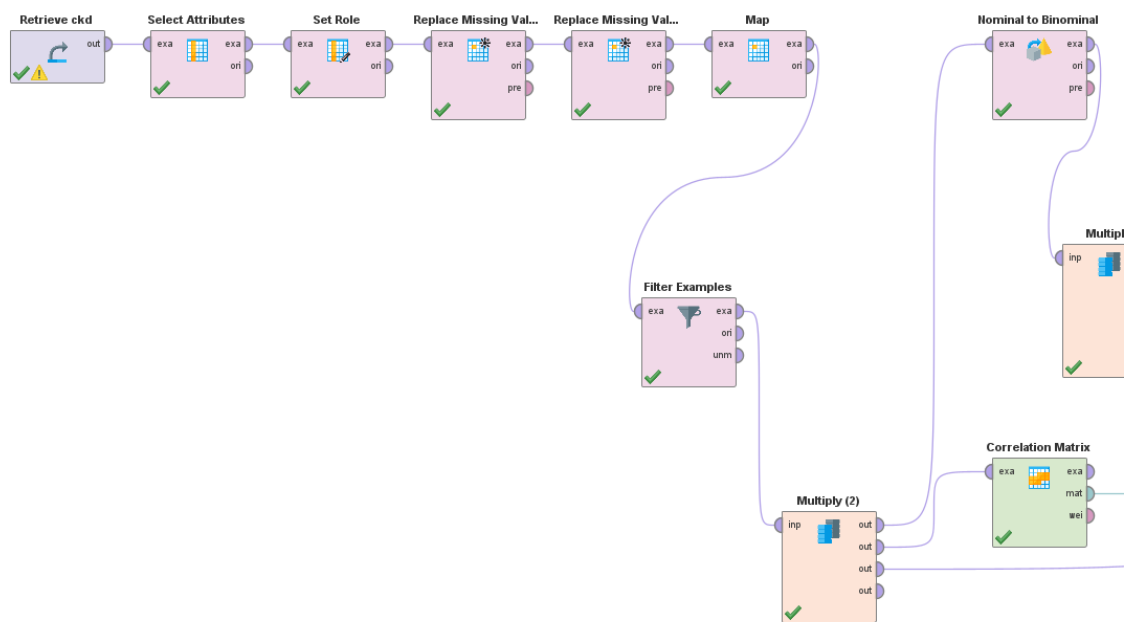 Retrieve ckd
out
Select Attributes
exa exa
ori
Set Role
exa exa
ori
Replace Missing Val...
exa exa
ori
pre
Replace Missing Val...
exa exa
ori
pre
Map
exa exa
ori
Nominal to Binominal
exa exa
ori
pre
Multipl
inp
Filter Examples
exa exa
ori
unm
Correlation Matrix
exa exa
mat
wei
Multiply (2)
inp out
out
out
out